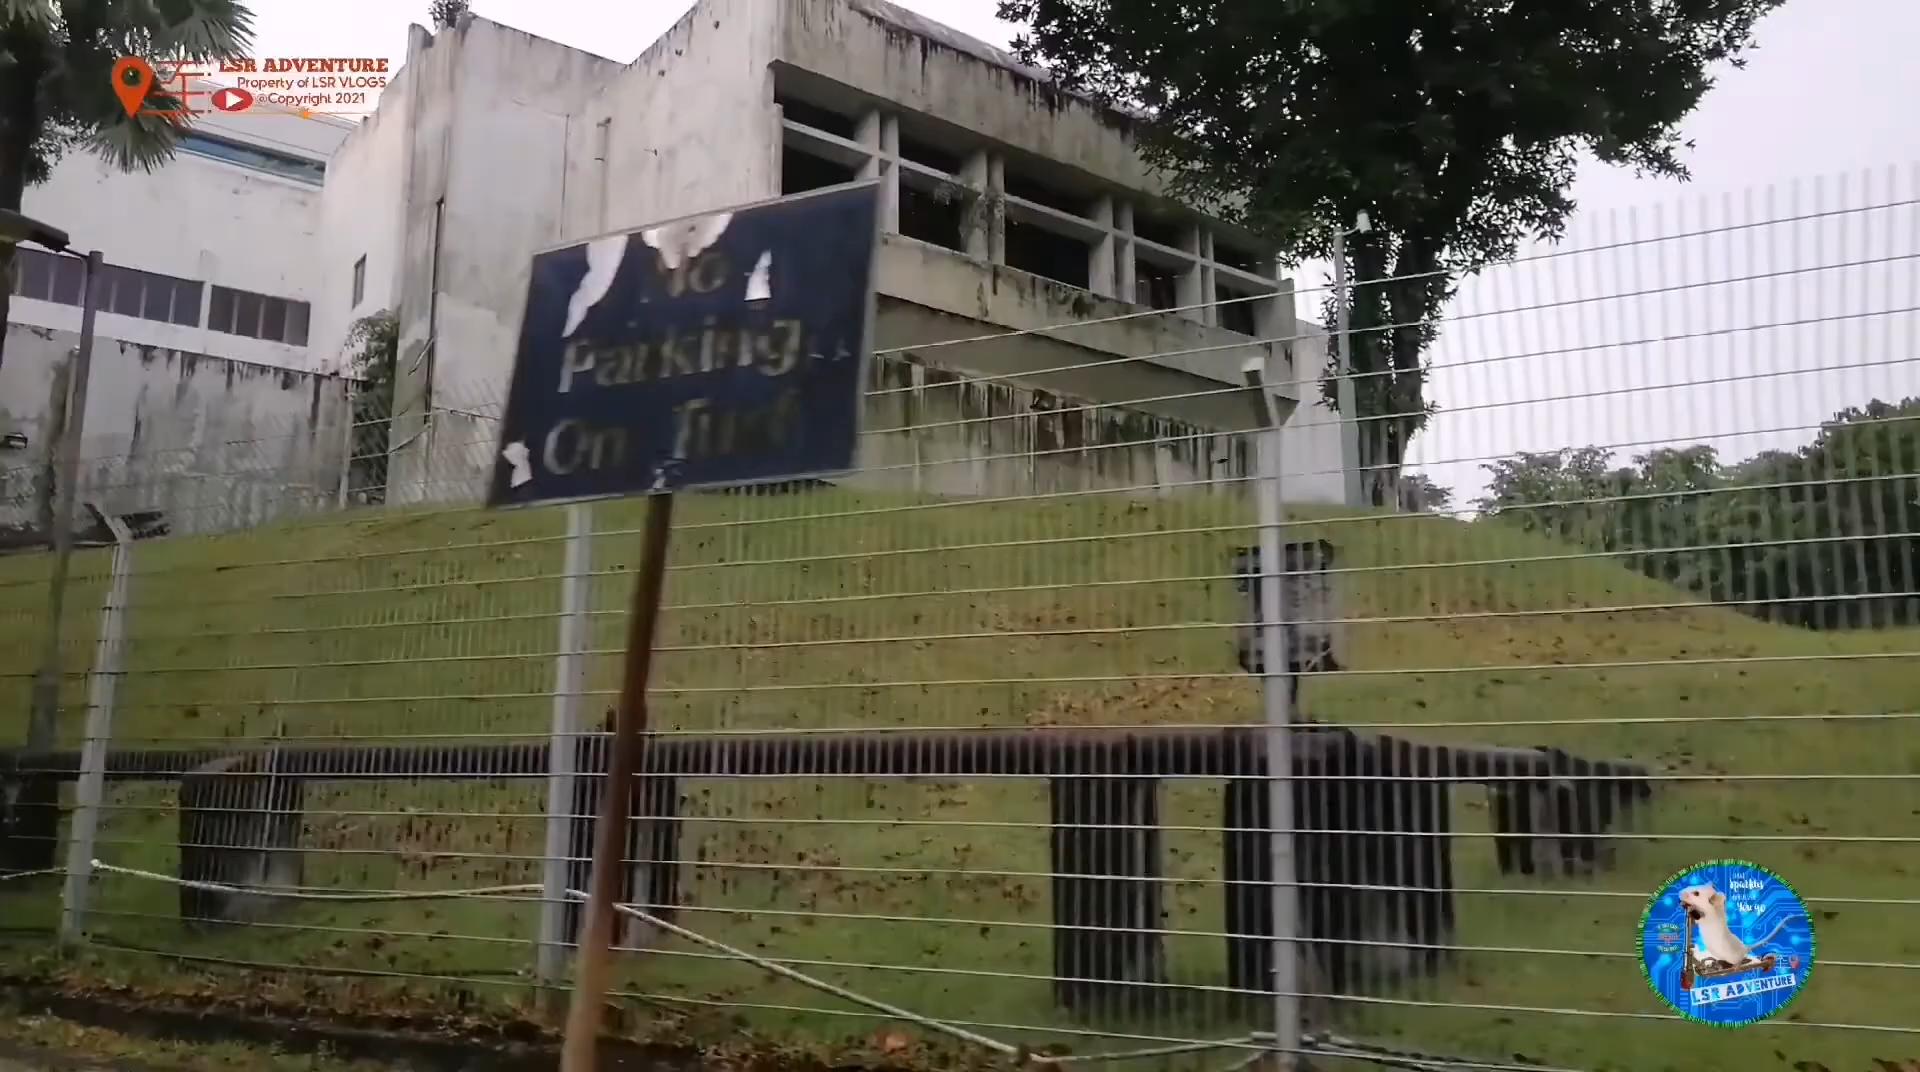 LSR ADVENTURE
Property of LSR VLOGS
@Copyright 2021
No
Parking
On Turf
LSR ADVENTURE